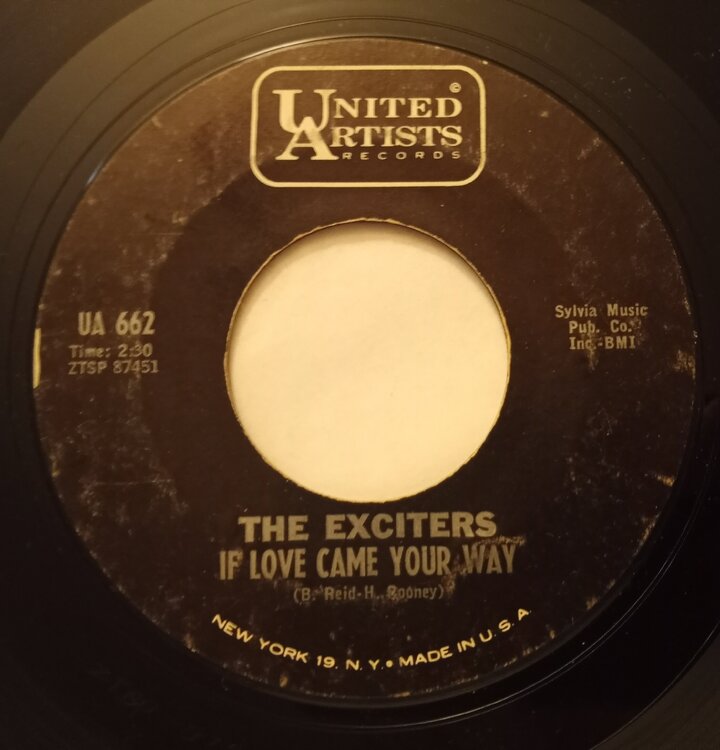 ©
UNITED
ARTISTS
RECORDS
UA 662
Time: 2:30
ZTSP 87451
Sylvia Music
Pub. Co.
Inc.-BMI
THE EXCITERS
IF LOVE CAME YOUR WAY
(B. Reid-H. Rooney)
NEW YORK 19, N. Y. • MADE IN U. S. A.